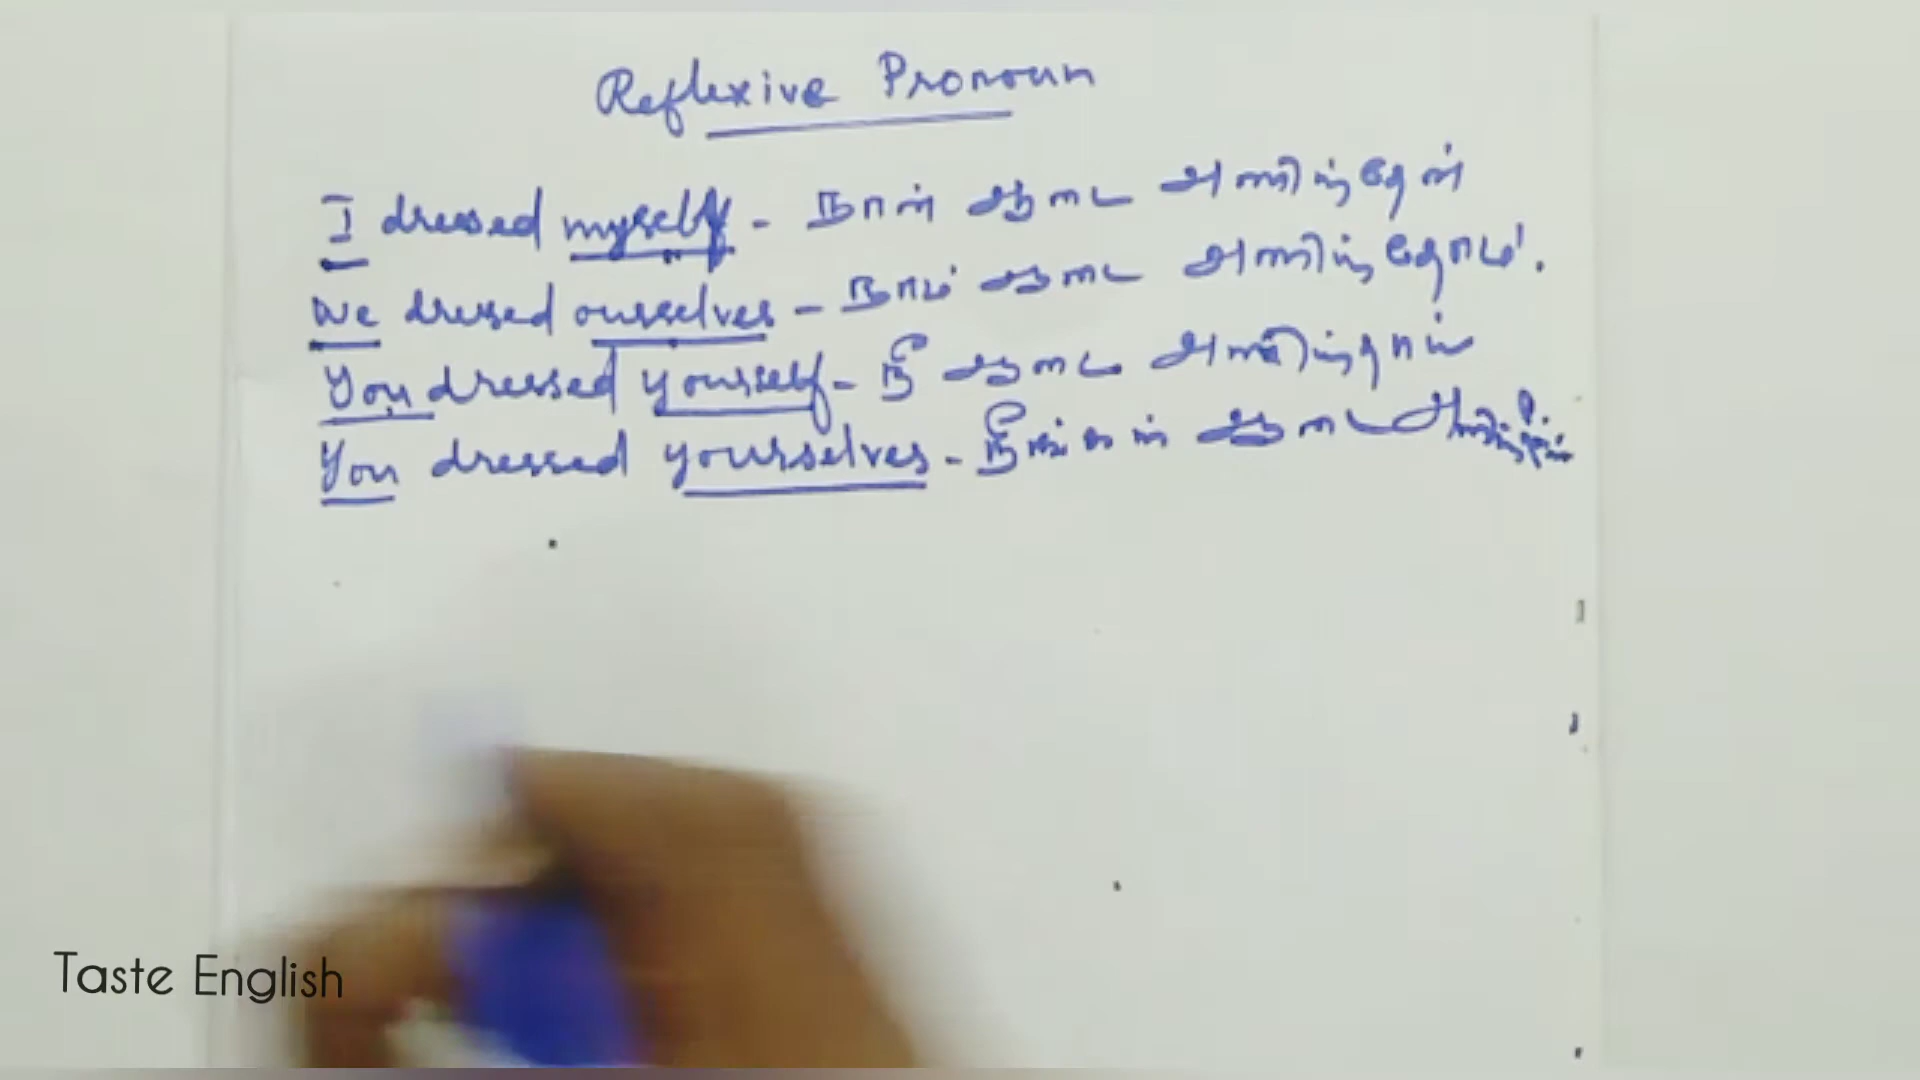 Reflexive Pronoun
I dressed myself - நான் ஆடை அணிந்தேன்
We dressed ourselves - நாம் ஆடை அணிந்தோம்.
You dressed yourself - நீ ஆடை அணிந்தாய்
You dressed yourselves - நீங்கள் ஆடை
Taste English